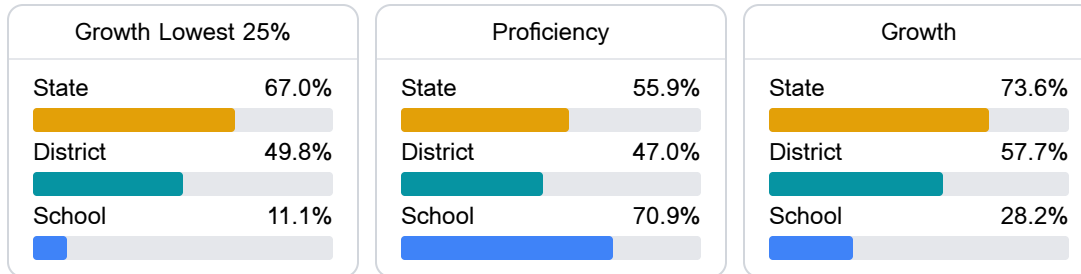 Growth Lowest 25%
State 67.0%
District 49.8%
School 11.1%
Proficiency
State 55.9%
District 47.0%
School 70.9%
Growth
State 73.6%
District 57.7%
School 28.2%